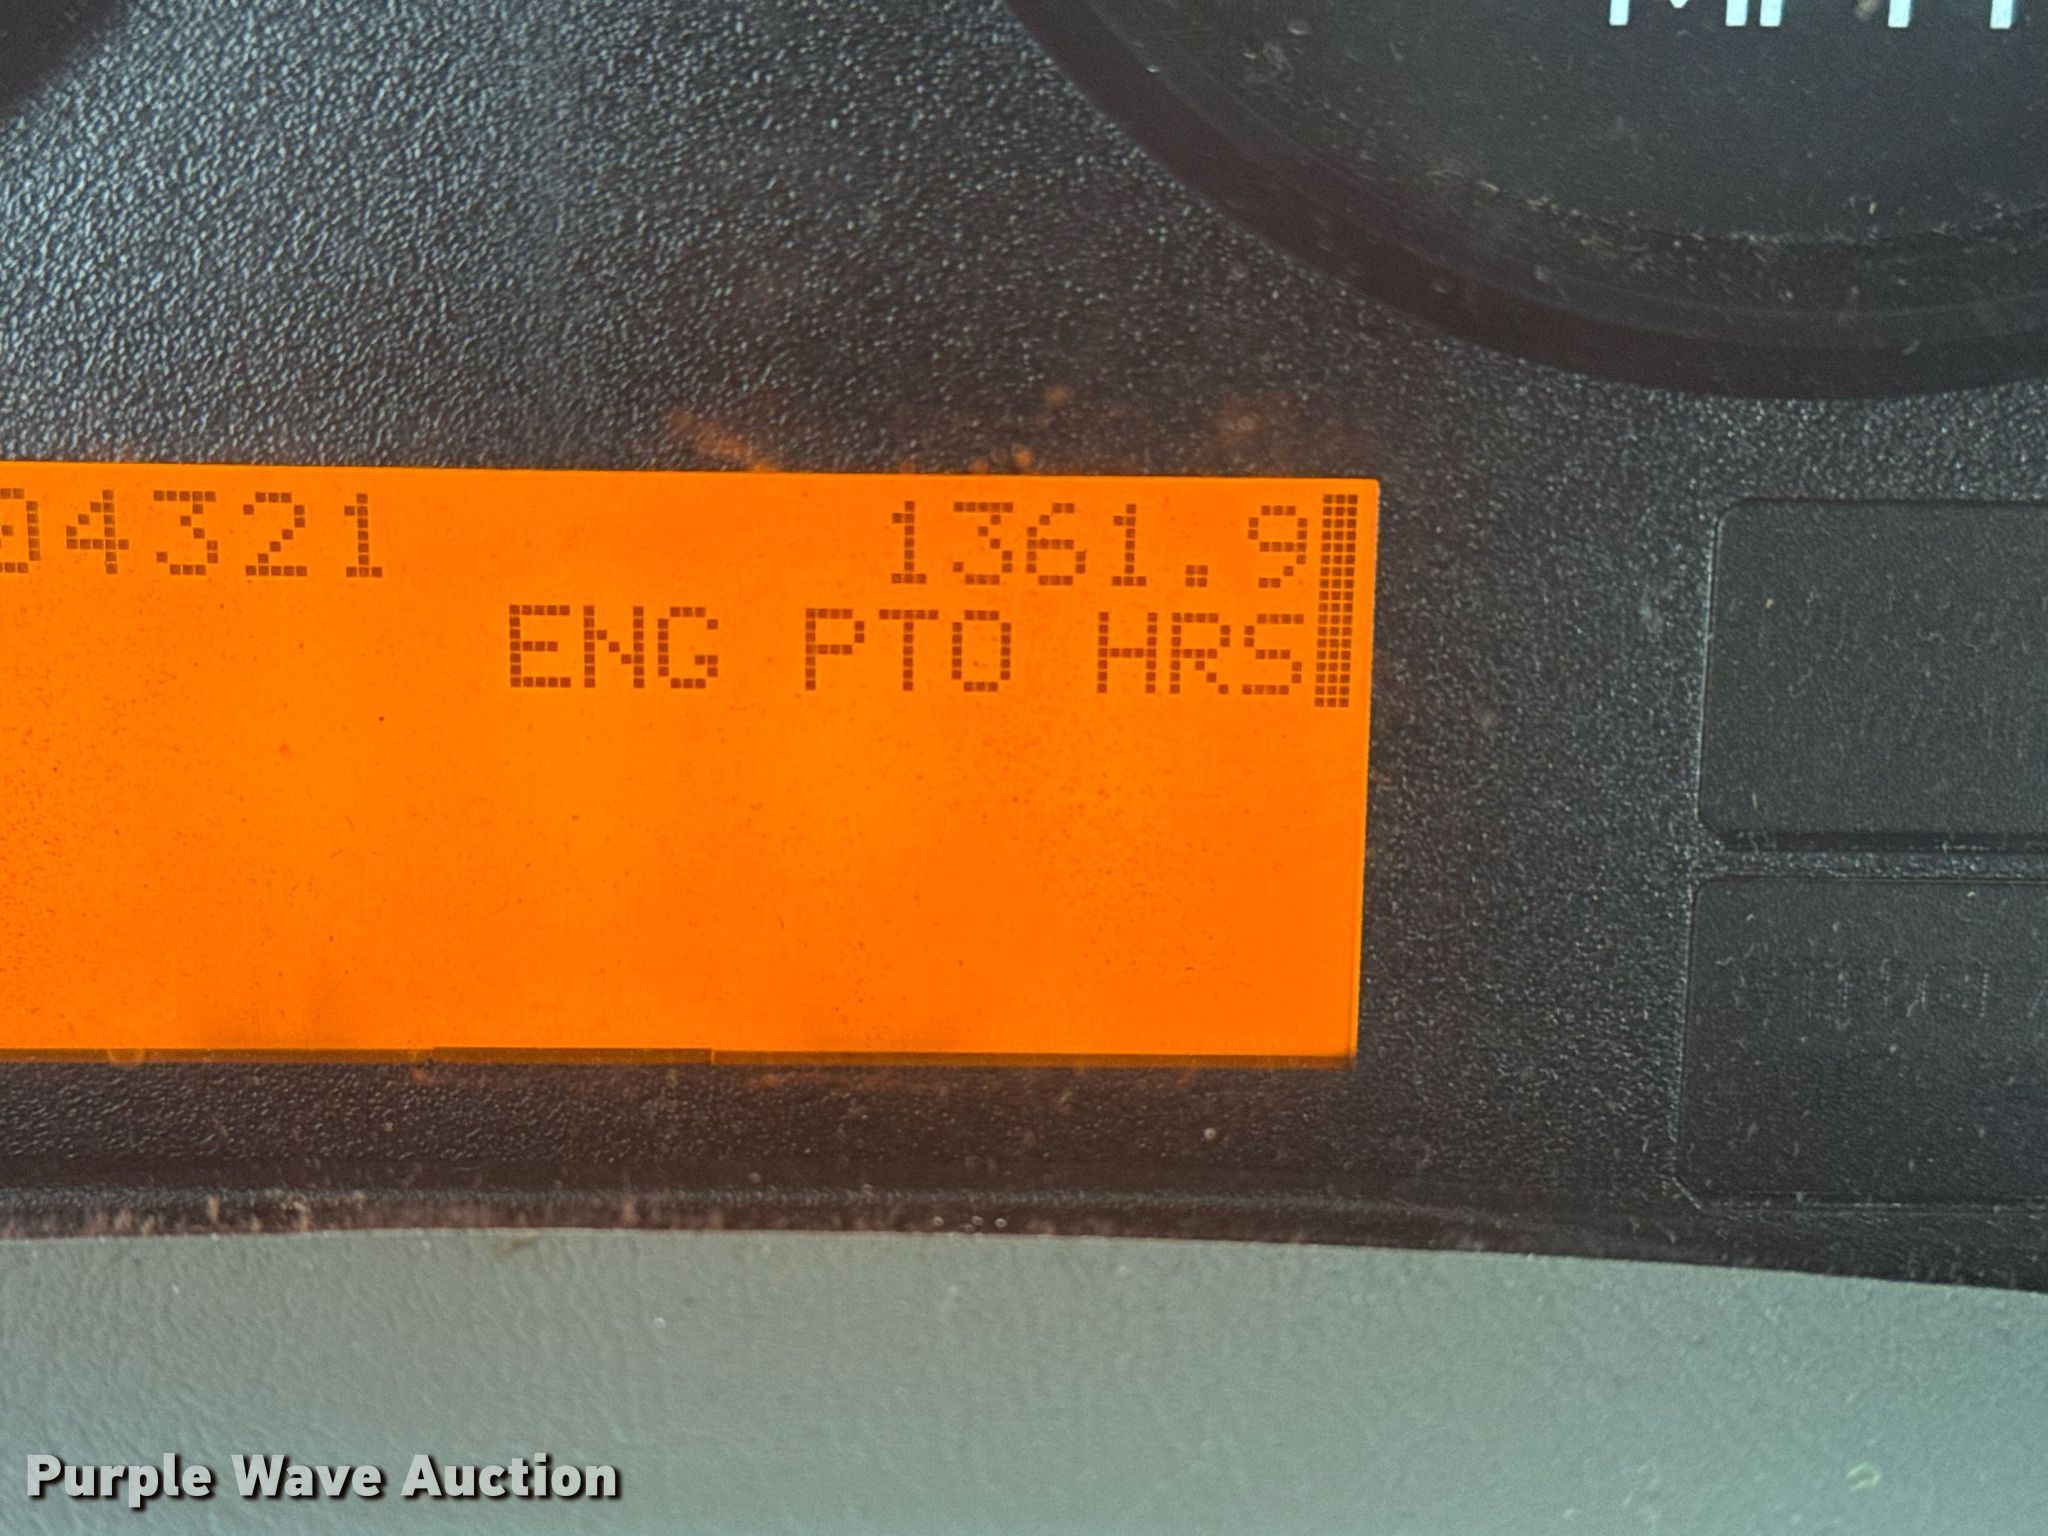 04321 1361.9
ENG PTO HRS
Purple Wave Auction